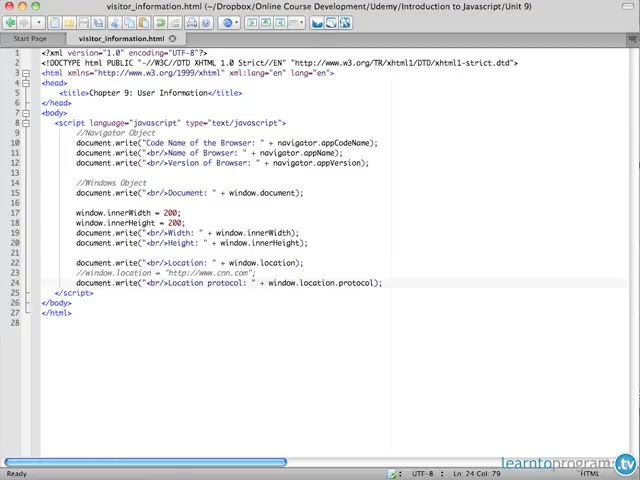 visitor_information.html (~/Dropbox/Online Course Development/Udemy/Introduction to Javascript/Unit 9)
Start Page
visitor_information.html
1 <?xml version="1.0" encoding="UTF-8"?>
2 <!DOCTYPE html PUBLIC "-//W3C//DTD XHTML 1.0 Strict//EN" "http://www.w3.org/TR/xhtml1/DTD/xhtml1-strict.dtd">
3 <html xmlns="http://www.w3.org/1999/xhtml" xml:lang="en" lang="en">
4 <head>
5 <title>Chapter 9: User Information</title>
6 </head>
7 <body>
8 <script language="javascript" type="text/javascript">
9 //Navigator Object
10 document.write("Code Name of the Browser: " + navigator.appCodeName);
11 document.write("<br/>Name of Browser: " + navigator.appName);
12 document.write("<br/>Version of Browser: " + navigator.appVersion);
13
14 //Windows Object
15 document.write("<br/>Document: " + window.document);
16
17 window.innerWidth = 200;
18 window.innerHeight = 200;
19 document.write("<br/>Width: " + window.innerWidth);
20 document.write("<br/>Height: " + window.innerHeight);
21
22 document.write("<br/>Location: " + window.location);
23 //window.location = "http://www.cnn.com";
24 document.write("<br/>Location protocol: " + window.location.protocol);
25 </script>
26 </body>
27 </html>
28
learntoprogram.tv
Ready
UTF-8
Ln: 24 Col: 79
HTML